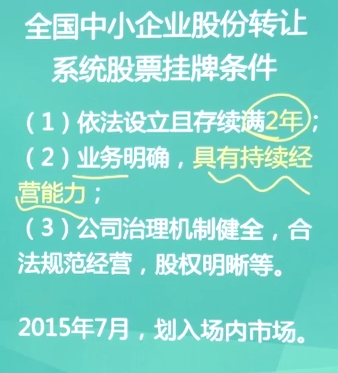 全国中小企业股份转让
系统股票挂牌条件
（1）依法设立且存续满2年；
（2）业务明确，具有持续经
营能力；
（3）公司治理机制健全，合
法规范经营，股权明晰等。
2015年7月，划入场内市场。